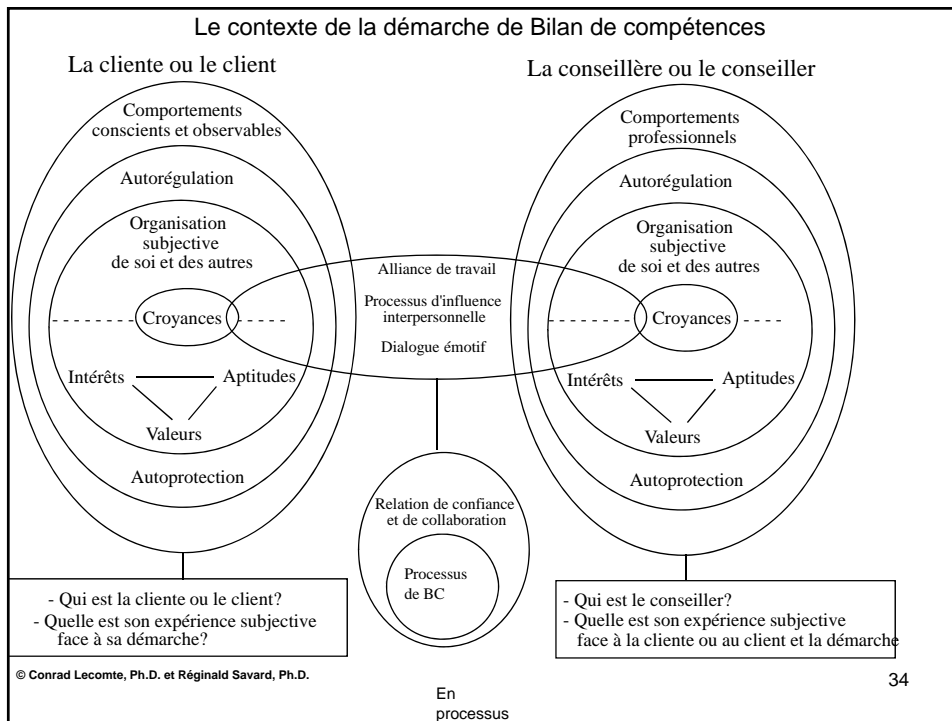 Le contexte de la démarche de Bilan de compétences
La cliente ou le client
Comportements
conscients et observables
Autorégulation
Organisation
subjective
de soi et des autres
Croyances
Intérêts
Aptitudes
Valeurs
Autoprotection
- Qui est la cliente ou le client?
- Quelle est son expérience subjective
face à sa démarche?
Alliance de travail
Processus d'influence
interpersonnelle
Dialogue émotif
Relation de confiance
et de collaboration
Processus
de BC
La conseillère ou le conseiller
Comportements
professionnels
Autorégulation
Organisation
subjective
de soi et des autres
Croyances
Intérêts
Aptitudes
Valeurs
Autoprotection
- Qui est le conseiller?
- Quelle est son expérience subjective
face à la cliente ou au client et la démarche
© Conrad Lecomte, Ph.D. et Réginald Savard, Ph.D.
34
En
processus